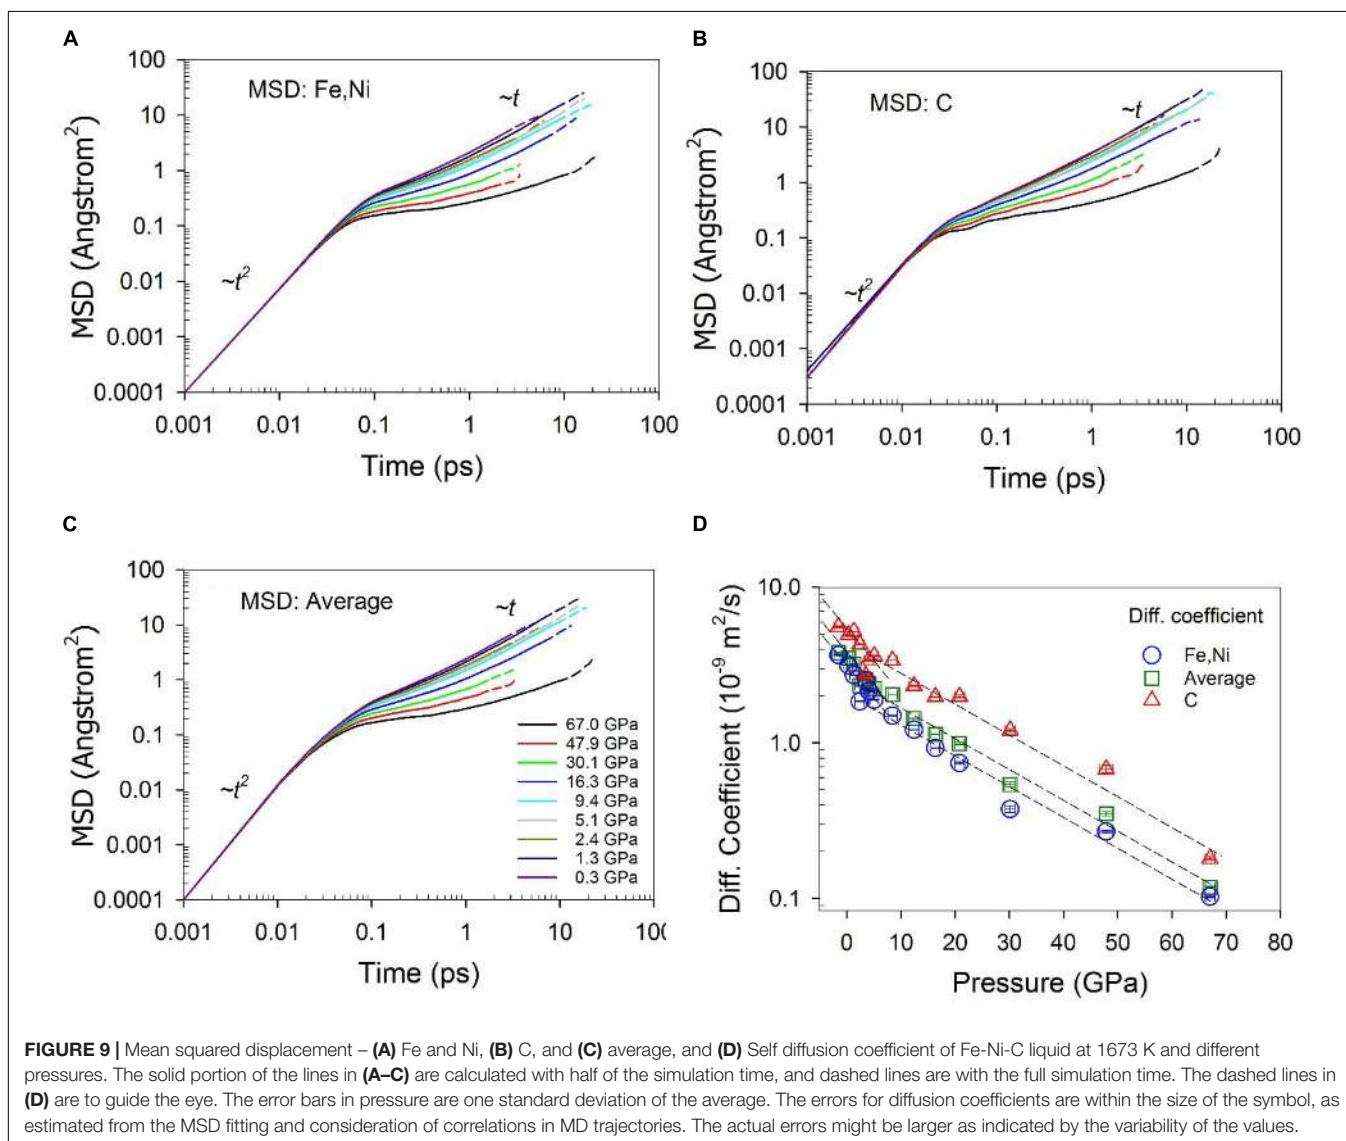 A
100
10
1
0.1
0.01
0.001
0.0001
MSD (Angstrom2)
MSD: Fe,Ni
~t
~t2
0.001 0.01 0.1 1 10 100
Time (ps)
B
100
10
1
0.1
0.01
0.001
0.0001
MSD (Angstrom2)
MSD: C
~t
~t2
0.001 0.01 0.1 1 10 100
Time (ps)
C
100
10
1
0.1
0.01
0.001
0.0001
MSD (Angstrom2)
MSD: Average
~t
~t2
67.0 GPa
47.9 GPa
30.1 GPa
16.3 GPa
9.4 GPa
5.1 GPa
2.4 GPa
1.3 GPa
0.3 GPa
0.001 0.01 0.1 1 10
Time (ps)
D
10.0
1.0
0.1
Diff. Coefficient (10-9 m2/s)
Diff. coefficient
Fe,Ni
Average
C
0 10 20 30 40 50 60 70 80
Pressure (GPa)
FIGURE 9 | Mean squared displacement – (A) Fe and Ni, (B) C, and (C) average, and (D) Self diffusion coefficient of Fe-Ni-C liquid at 1673 K and different
pressures. The solid portion of the lines in (A–C) are calculated with half of the simulation time, and dashed lines are with the full simulation time. The dashed lines in
(D) are to guide the eye. The error bars in pressure are one standard deviation of the average. The errors for diffusion coefficients are within the size of the symbol, as
estimated from the MSD fitting and consideration of correlations in MD trajectories. The actual errors might be larger as indicated by the variability of the values.